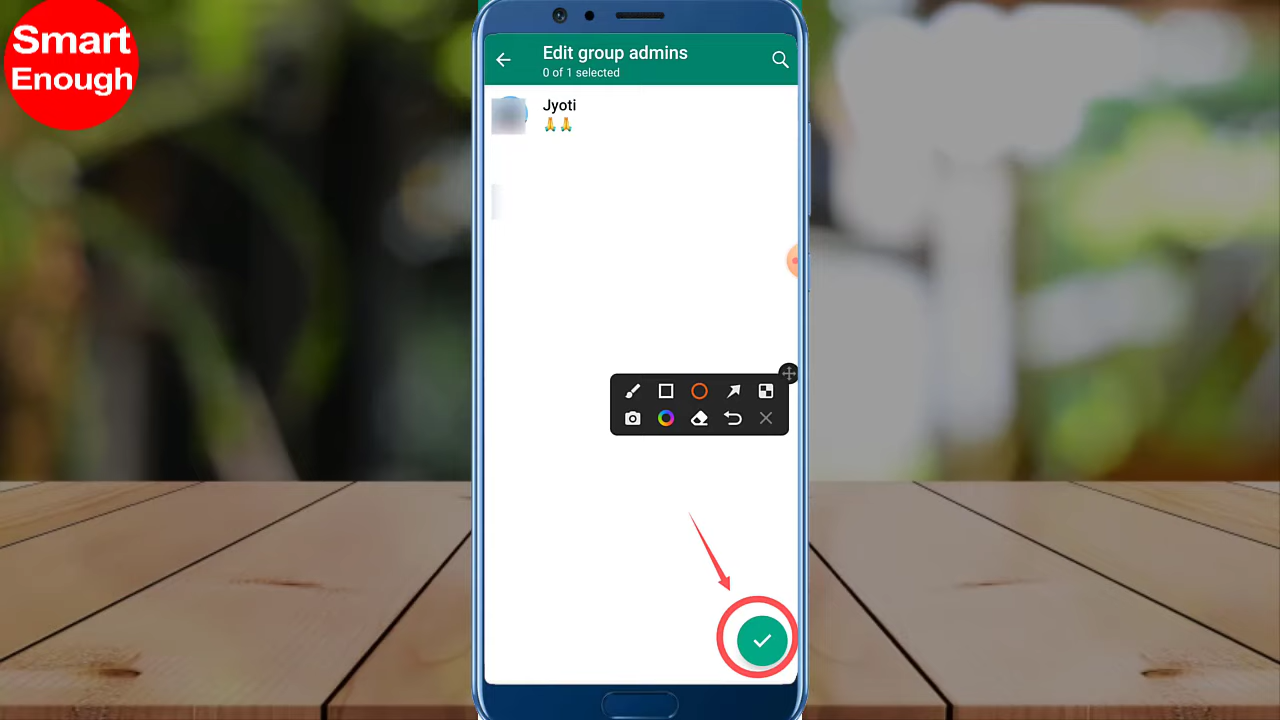 Smart
Enough
Edit group admins
0 of 1 selected
Jyoti
🙏🙏